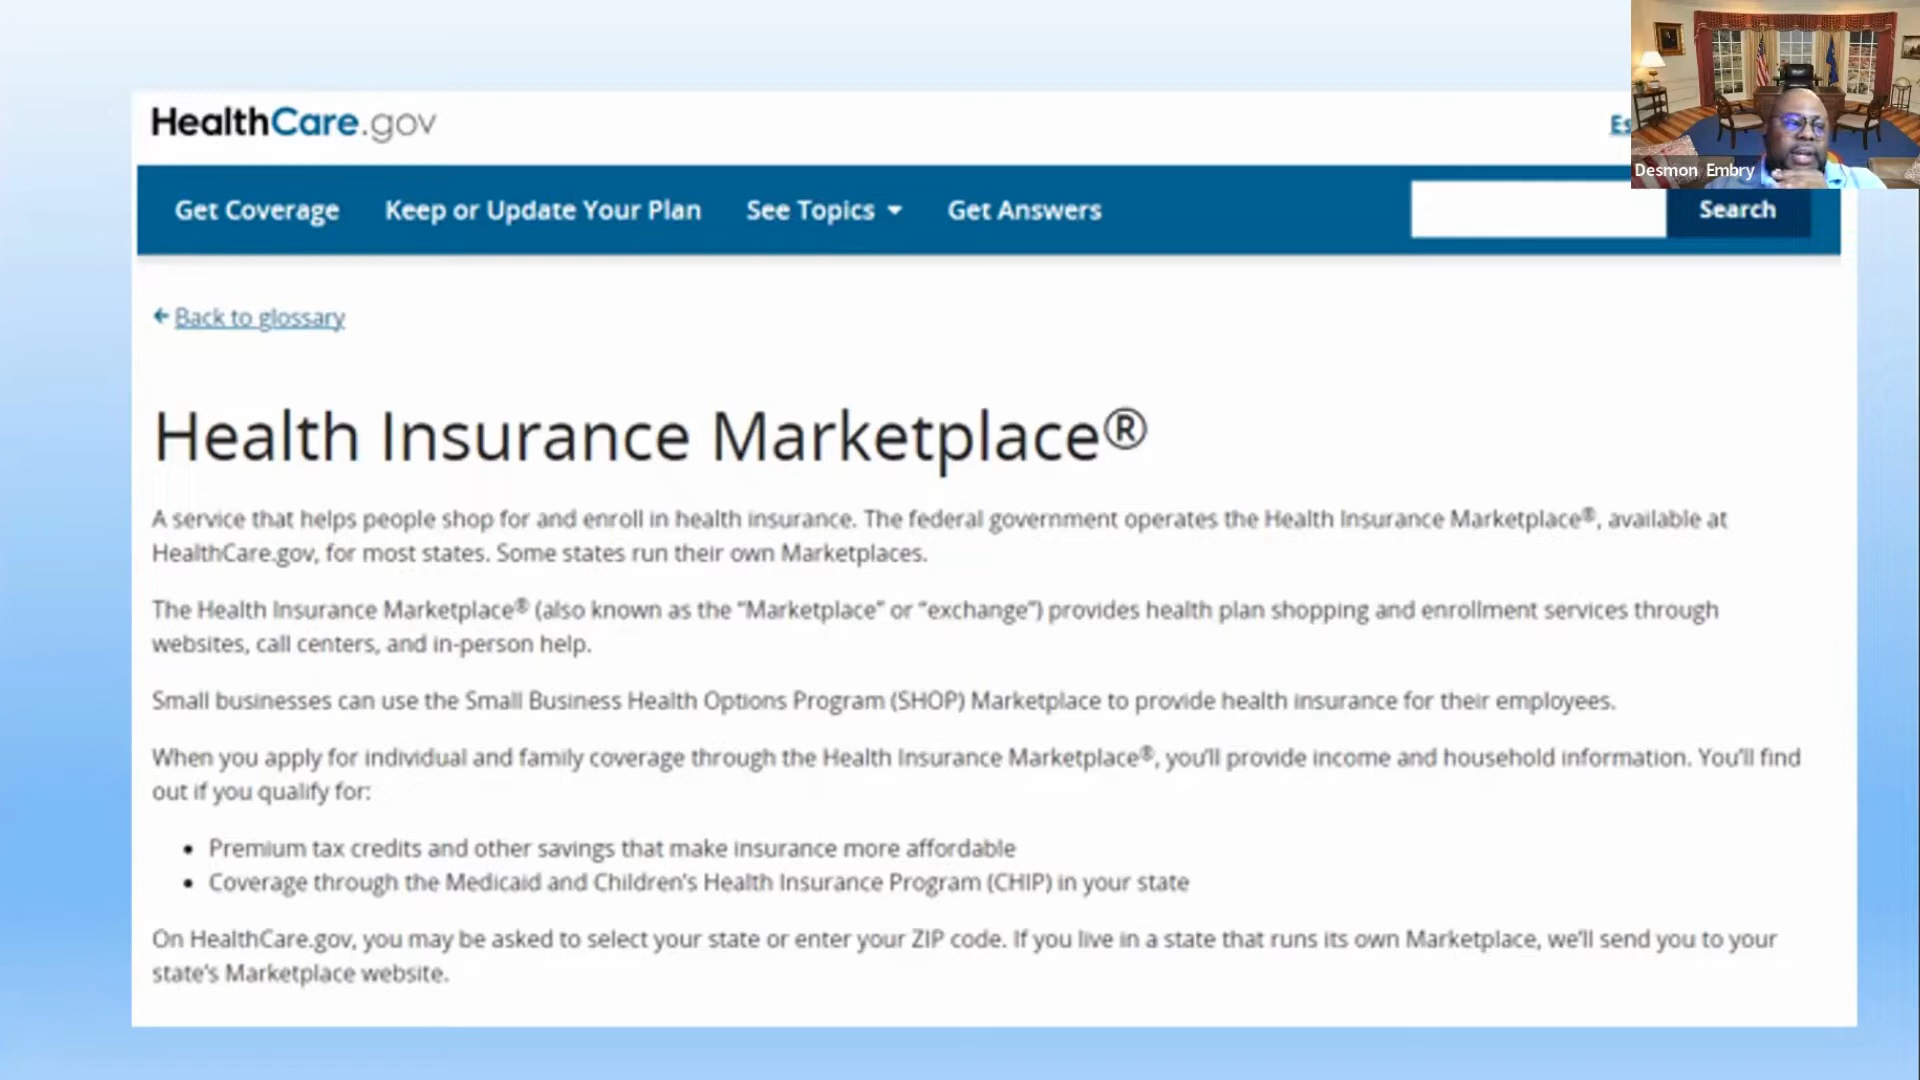 HealthCare.gov
Es
Desmon Embry
Get Coverage
Keep or Update Your Plan
See Topics
Get Answers
Search
Back to glossary
Health Insurance Marketplace®
A service that helps people shop for and enroll in health insurance. The federal government operates the Health Insurance Marketplace®, available at
HealthCare.gov, for most states. Some states run their own Marketplaces.
The Health Insurance Marketplace® (also known as the “Marketplace” or “exchange”) provides health plan shopping and enrollment services through
websites, call centers, and in-person help.
Small businesses can use the Small Business Health Options Program (SHOP) Marketplace to provide health insurance for their employees.
When you apply for individual and family coverage through the Health Insurance Marketplace®, you’ll provide income and household information. You’ll find
out if you qualify for:
• Premium tax credits and other savings that make insurance more affordable
• Coverage through the Medicaid and Children’s Health Insurance Program (CHIP) in your state
On HealthCare.gov, you may be asked to select your state or enter your ZIP code. If you live in a state that runs its own Marketplace, we’ll send you to your
state’s Marketplace website.